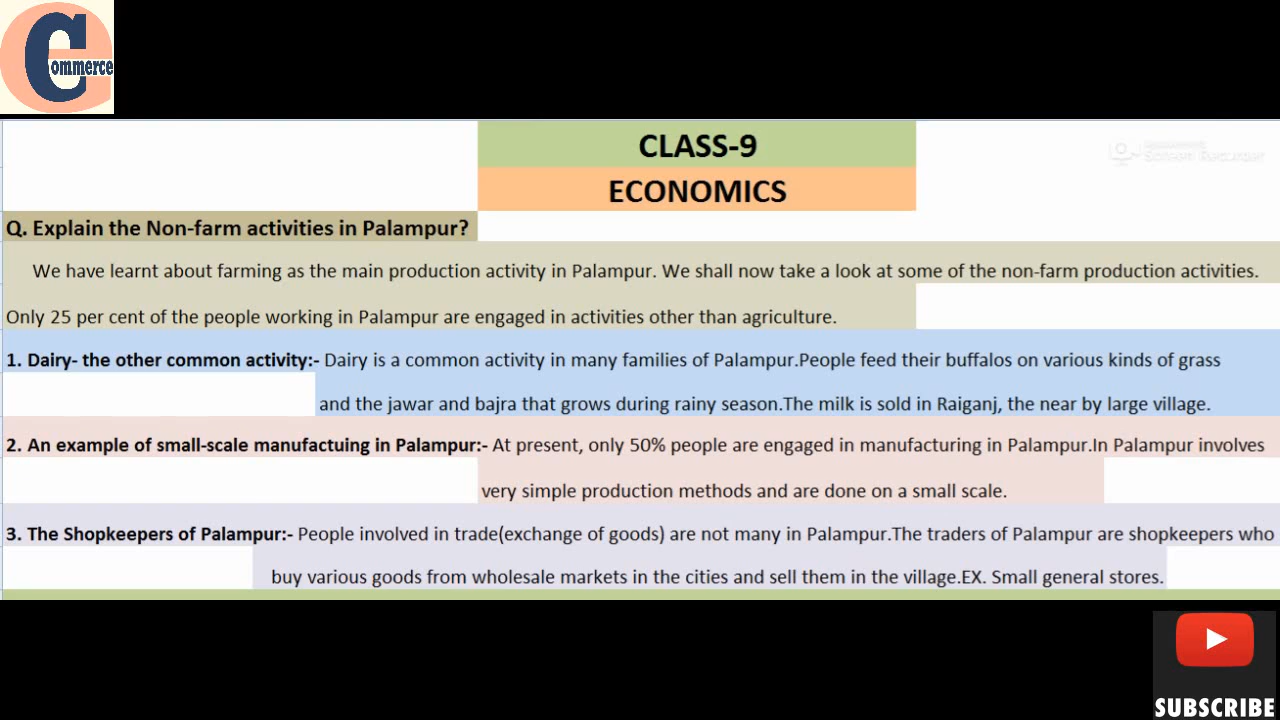 Commerce
CLASS-9
Screen Recorder
ECONOMICS
Q. Explain the Non-farm activities in Palampur?
We have learnt about farming as the main production activity in Palampur. We shall now take a look at some of the non-farm production activities.
Only 25 per cent of the people working in Palampur are engaged in activities other than agriculture.
1. Dairy- the other common activity:- Dairy is a common activity in many families of Palampur.People feed their buffalos on various kinds of grass
and the jawar and bajra that grows during rainy season.The milk is sold in Raiganj, the near by large village.
2. An example of small-scale manufactuing in Palampur:- At present, only 50% people are engaged in manufacturing in Palampur.In Palampur involves
very simple production methods and are done on a small scale.
3. The Shopkeepers of Palampur:- People involved in trade(exchange of goods) are not many in Palampur.The traders of Palampur are shopkeepers who
buy various goods from wholesale markets in the cities and sell them in the village.EX. Small general stores.
SUBSCRIBE